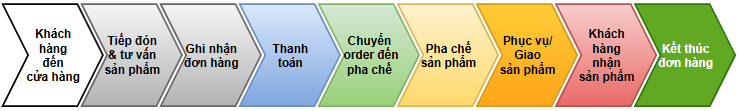 Khách
hàng
đến
cửa hàng
Tiếp đón
& tư vấn
sản phẩm
Ghi nhận
đơn hàng
Thanh
toán
Chuyển
order đến
pha chế
Pha chế
sản phẩm
Phục vụ/
Giao
sản phẩm
Khách
hàng
nhận
sản phẩm
Kết thúc
đơn hàng